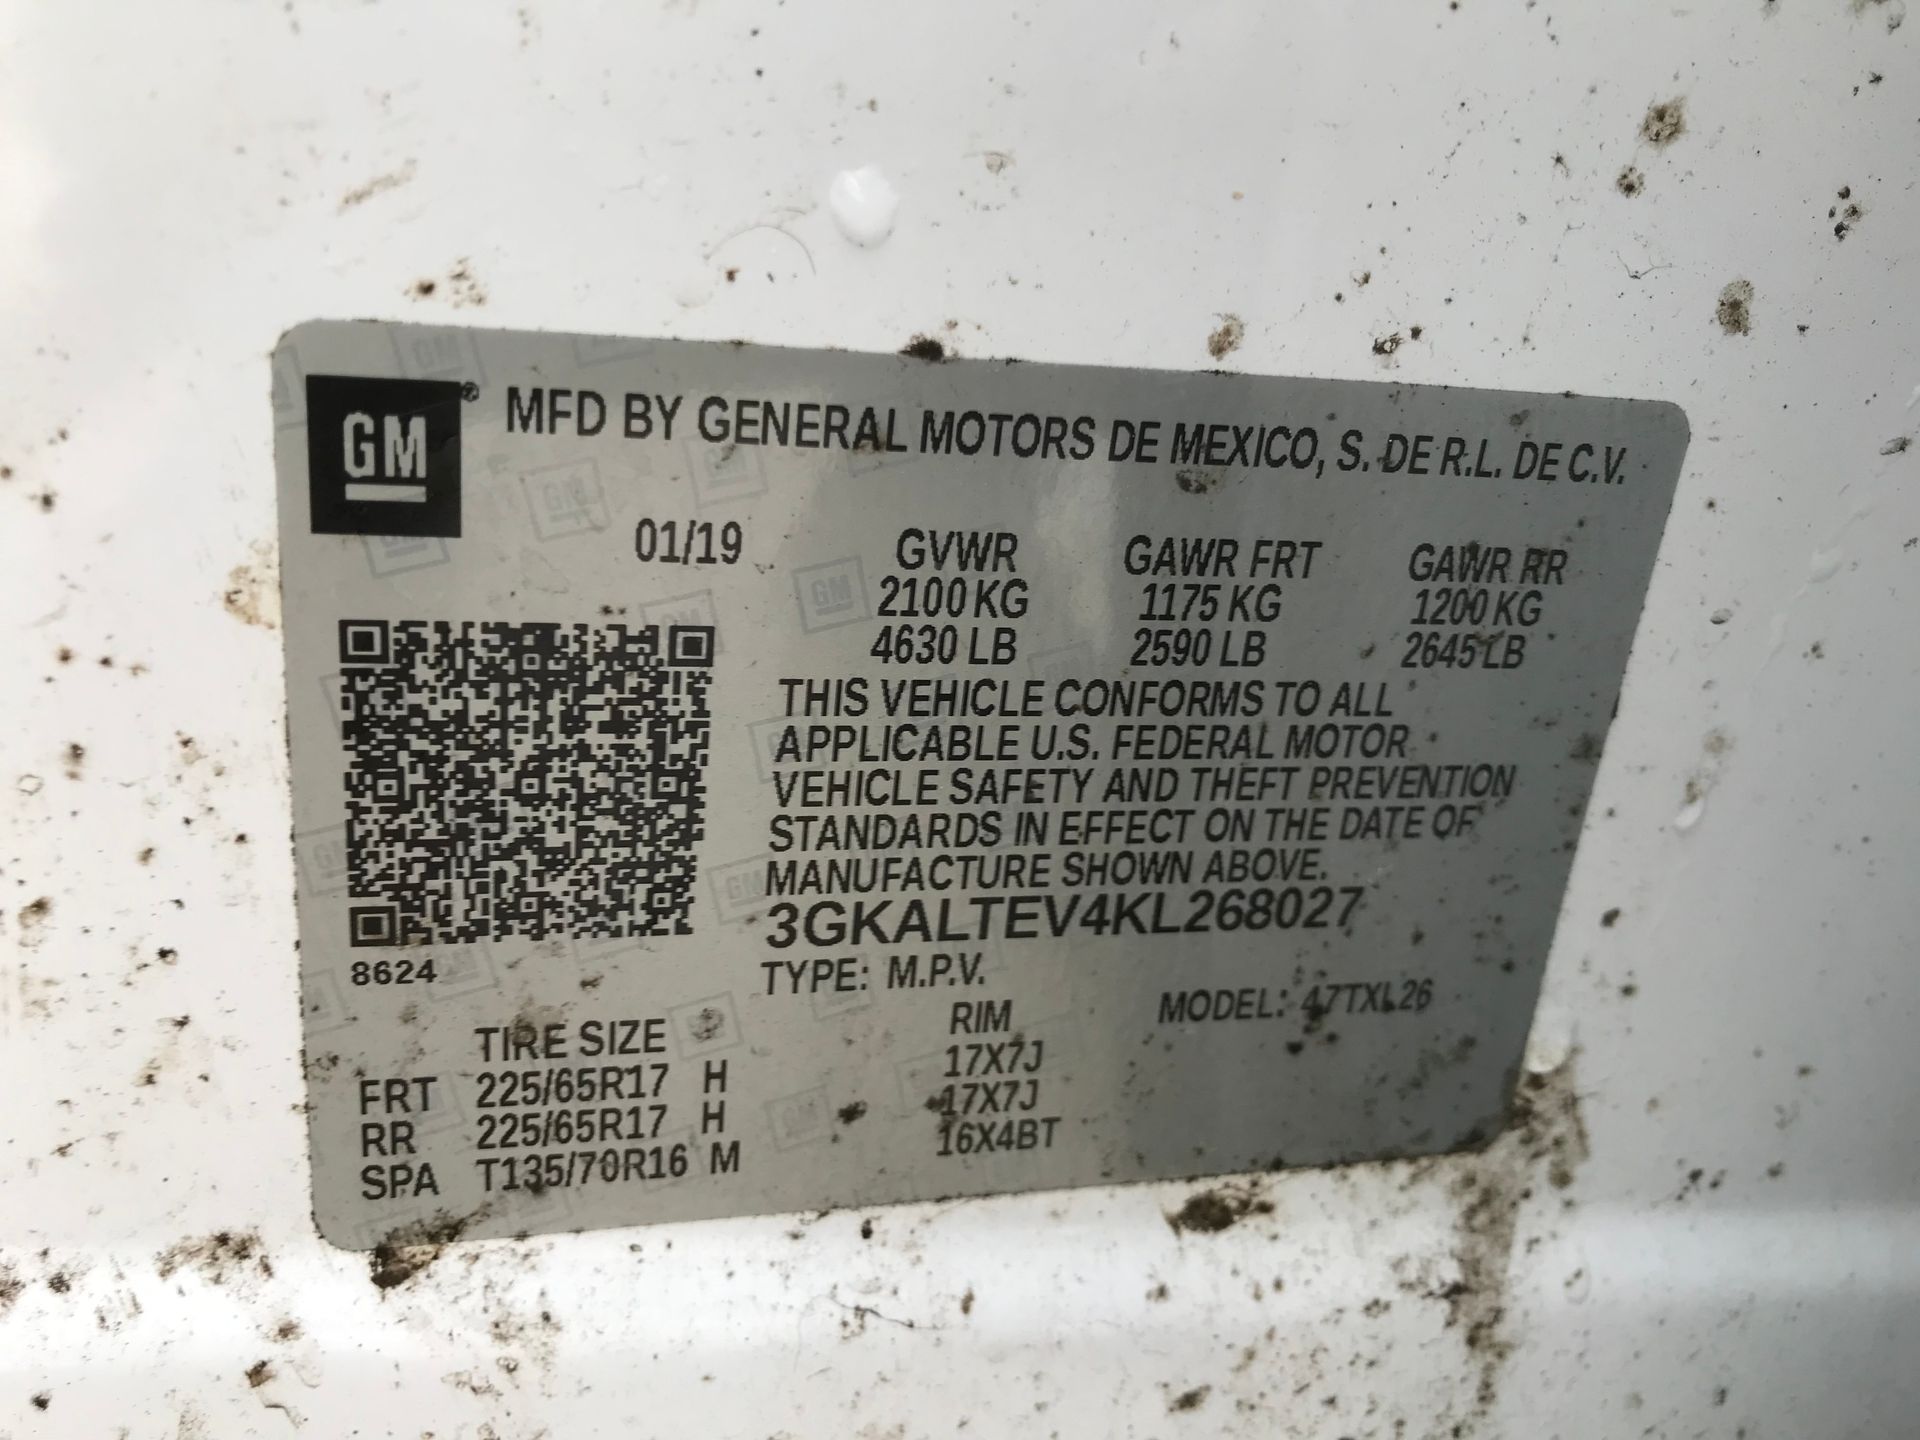 GM
MFD BY GENERAL MOTORS DE MEXICO, S. DE R.L. DE C.V.
01/19 GVWR GAWR FRT GAWR RR
2100 KG 1175 KG 1200 KG
4630 LB 2590 LB 2645 LB
THIS VEHICLE CONFORMS TO ALL
APPLICABLE U.S. FEDERAL MOTOR
VEHICLE SAFETY AND THEFT PREVENTION
STANDARDS IN EFFECT ON THE DATE OF
MANUFACTURE SHOWN ABOVE.
3GKALTEV4KL268027
8624
TYPE: M.P.V. MODEL: 47TXL26
TIRE SIZE RIM
FRT 225/65R17 H 17X7J
RR 225/65R17 H 17X7J
SPA T135/70R16 M 16X4BT